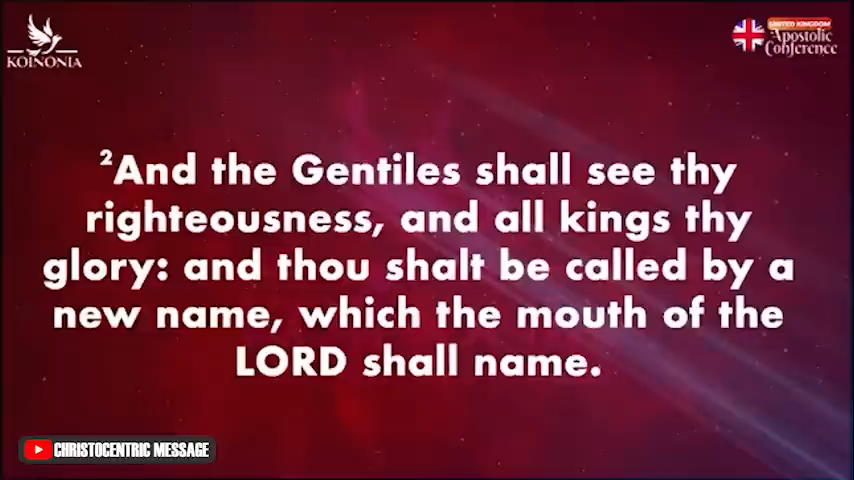 KOINONIA
UNITED KINGDOM
Apostolic
Conference
²And the Gentiles shall see thy
righteousness, and all kings thy
glory: and thou shalt be called by a
new name, which the mouth of the
LORD shall name.
CHRISTOCENTRIC MESSAGE